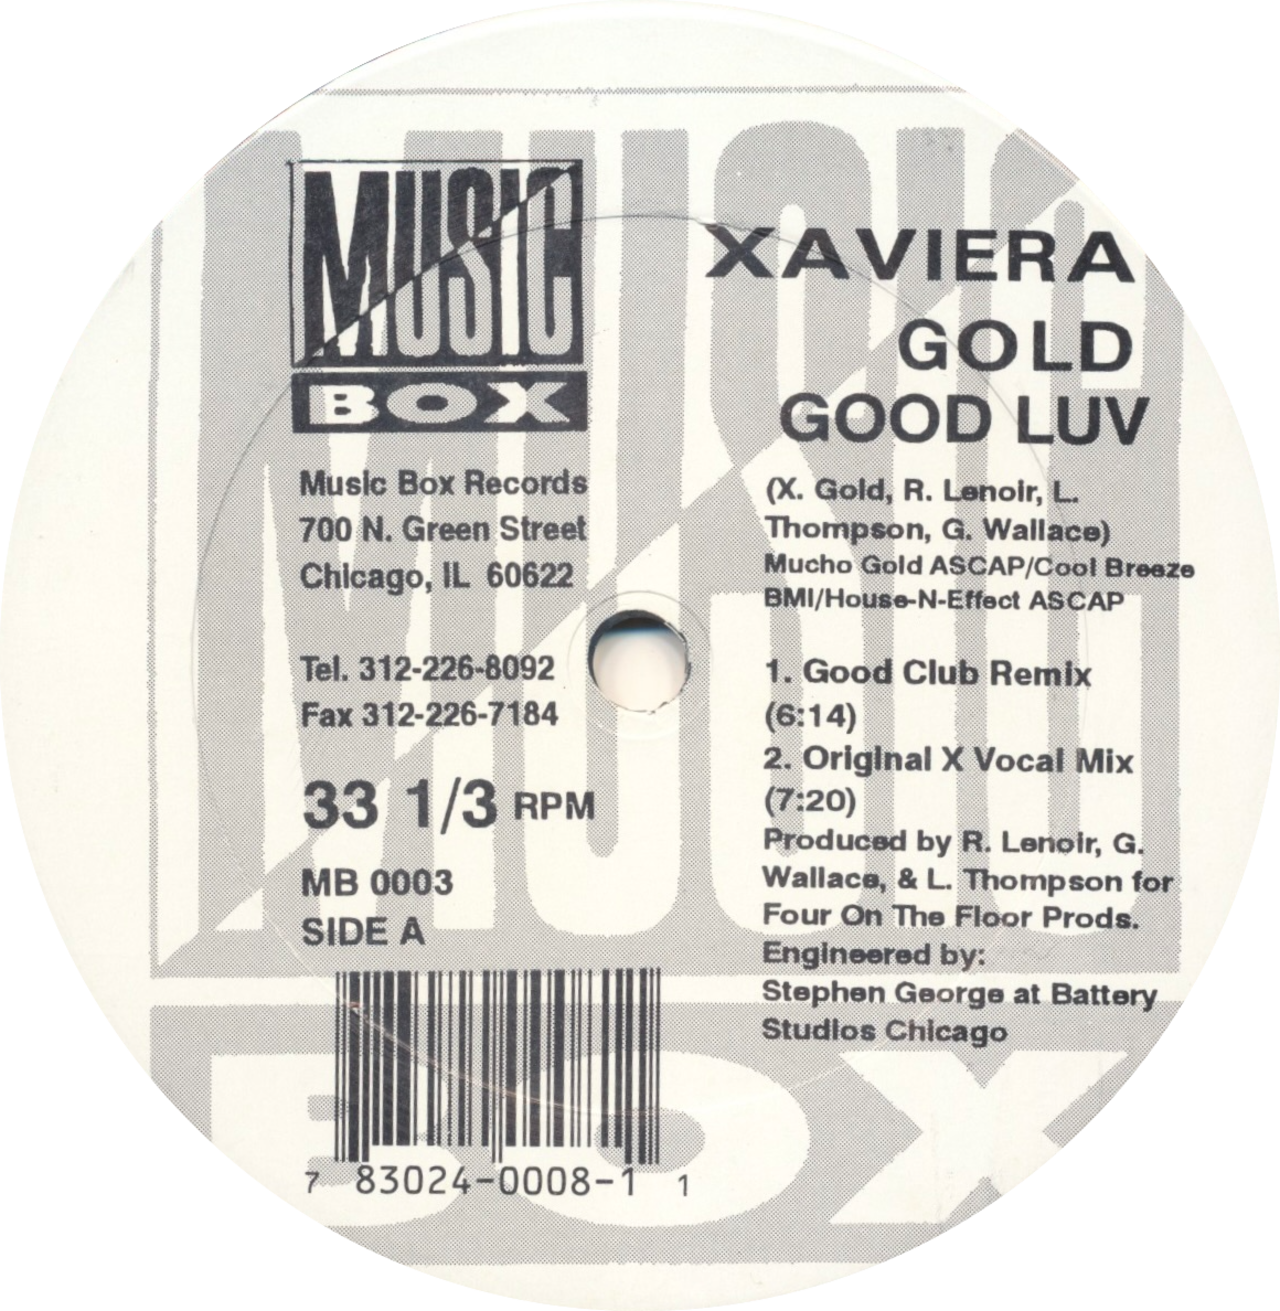 MUSIC
BOX
Music Box Records
700 N. Green Street
Chicago, IL 60622
Tel. 312-226-8092
Fax 312-226-7184
33 1/3 RPM
MB 0003
SIDE A
7 83024-0008-1 1
XAVIERA
GOLD
GOOD LUV
(X. Gold, R. Lenoir, L.
Thompson, G. Wallace)
Mucho Gold ASCAP/Cool Breeze
BMI/House-N-Effect ASCAP
1. Good Club Remix
(6:14)
2. Original X Vocal Mix
(7:20)
Produced by R. Lenoir, G.
Wallace, & L. Thompson for
Four On The Floor Prods.
Engineered by:
Stephen George at Battery
Studios Chicago
MUSIC
BOX